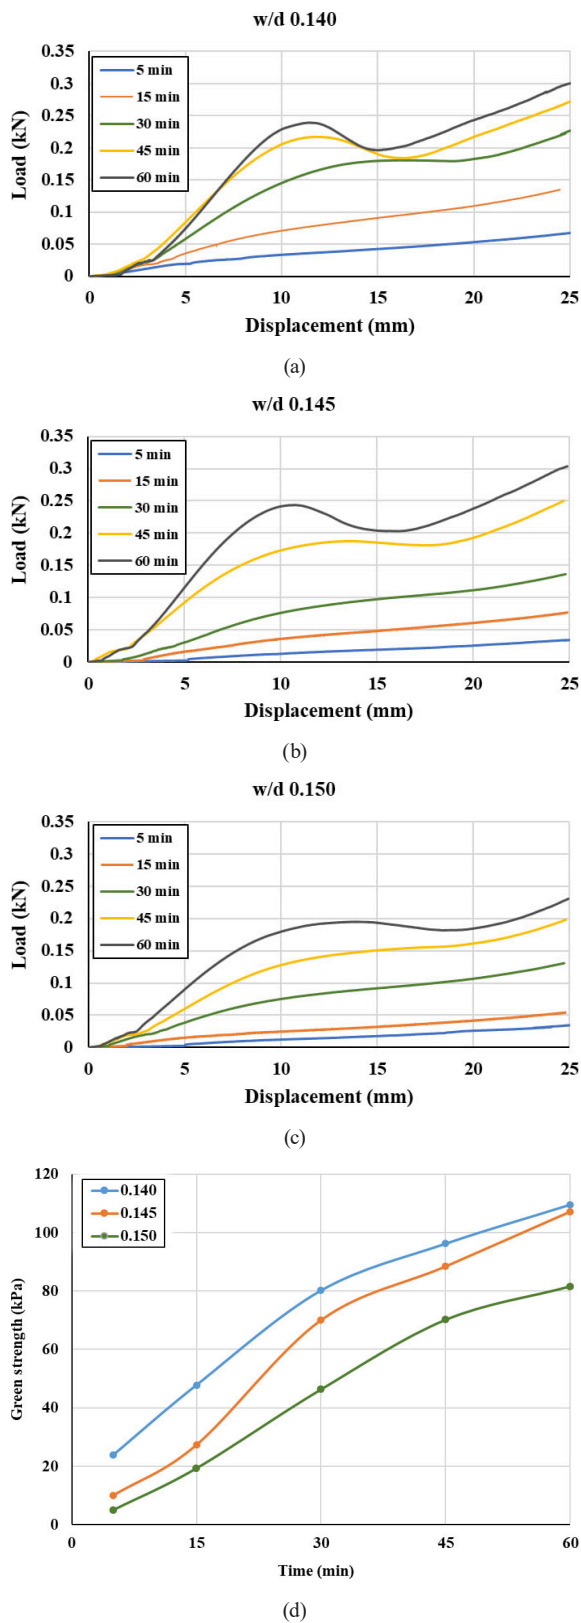 w/d 0.140
0.35
0.3
0.25
0.2
0.15
0.1
0.05
0
Load (kN)
5 min
15 min
30 min
45 min
60 min
0 5 10 15 20 25
Displacement (mm)
(a)
w/d 0.145
0.35
0.3
0.25
0.2
0.15
0.1
0.05
0
Load (kN)
5 min
15 min
30 min
45 min
60 min
0 5 10 15 20 25
Displacement (mm)
(b)
w/d 0.150
0.35
0.3
0.25
0.2
0.15
0.1
0.05
0
Load (kN)
5 min
15 min
30 min
45 min
60 min
0 5 10 15 20 25
Displacement (mm)
(c)
120
100
80
60
40
20
0
Green strength (kPa)
0.140
0.145
0.150
0 15 30 45 60
Time (min)
(d)